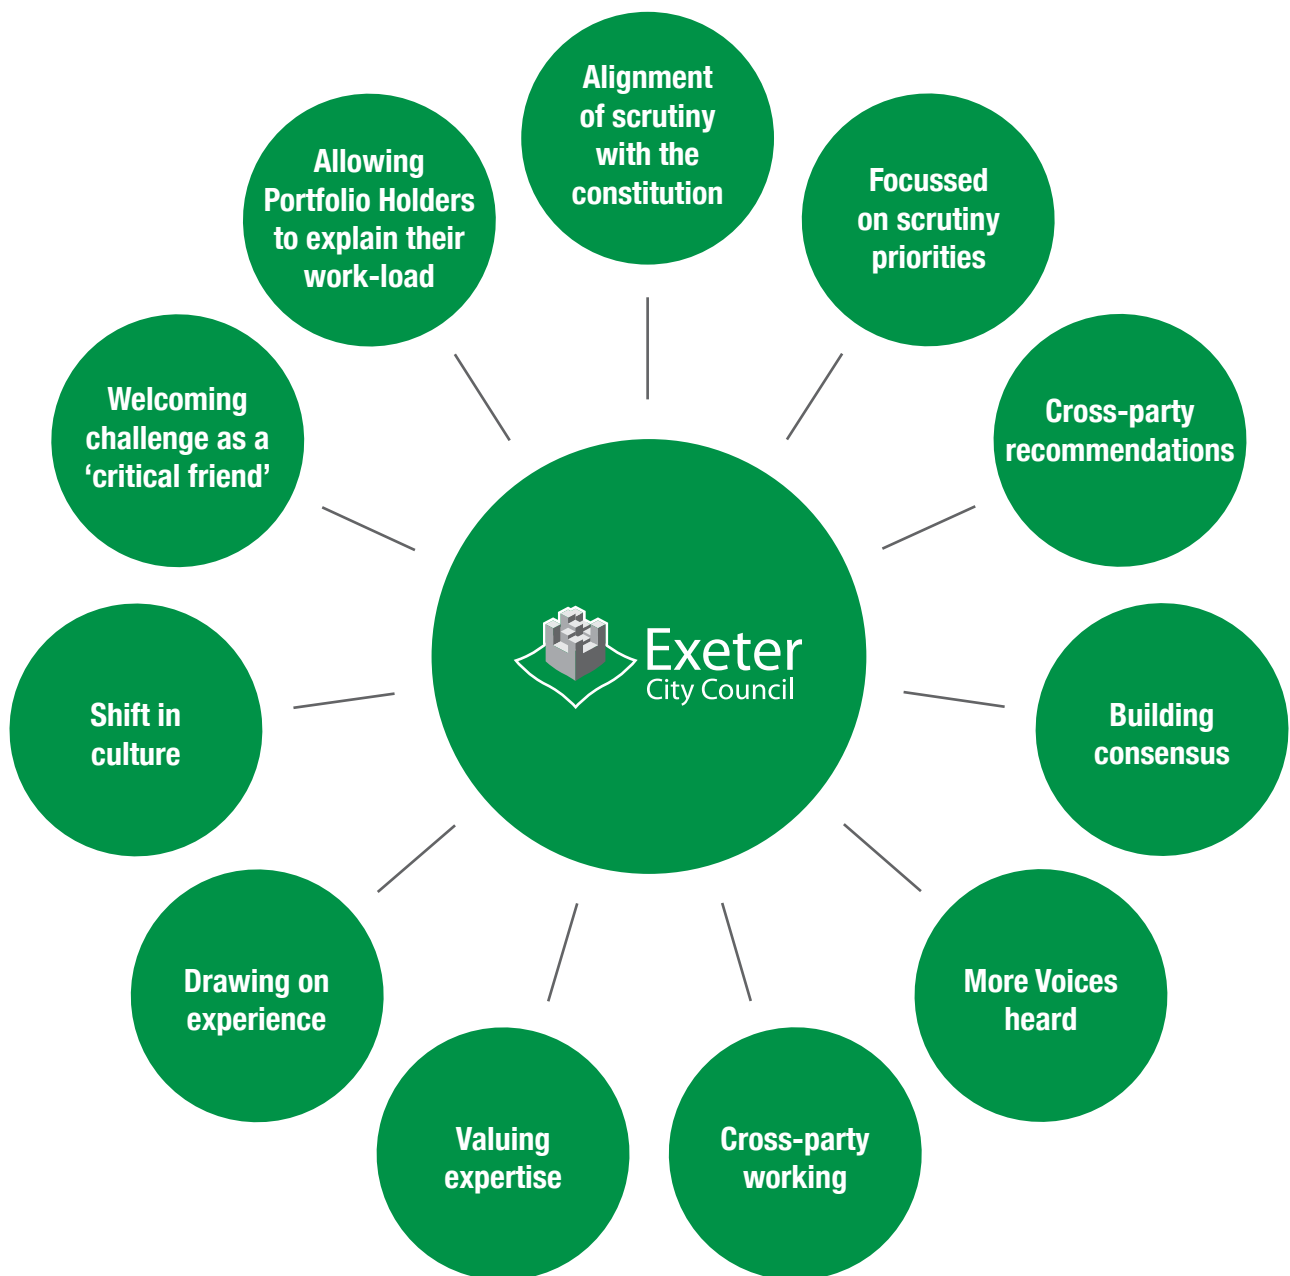 Alignment
of scrutiny
with the
constitution
Focussed
on scrutiny
priorities
Cross-party
recommendations
Building
consensus
More Voices
heard
Cross-party
working
Valuing
expertise
Drawing on
experience
Shift in
culture
Welcoming
challenge as a
‘critical friend’
Allowing
Portfolio Holders
to explain their
work-load
Exeter
City Council